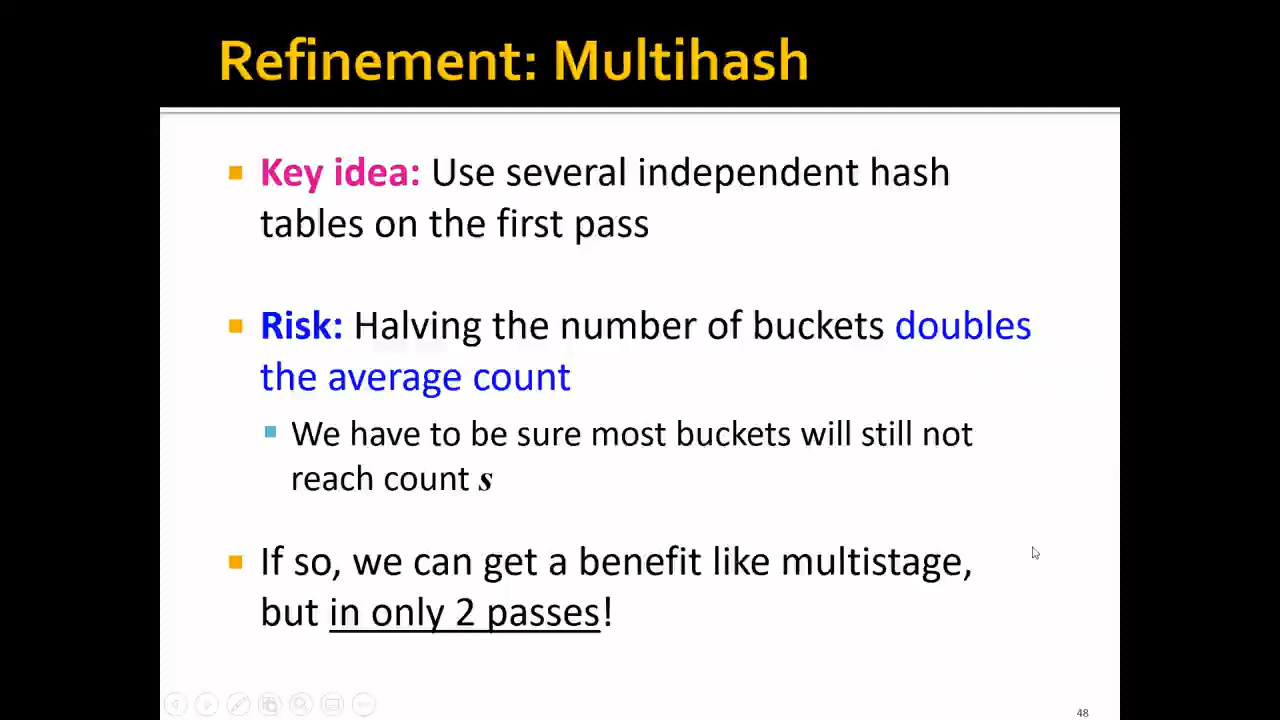 Refinement: Multihash
Key idea: Use several independent hash
tables on the first pass
Risk: Halving the number of buckets doubles
the average count
We have to be sure most buckets will still not
reach count s
If so, we can get a benefit like multistage,
but in only 2 passes!
48